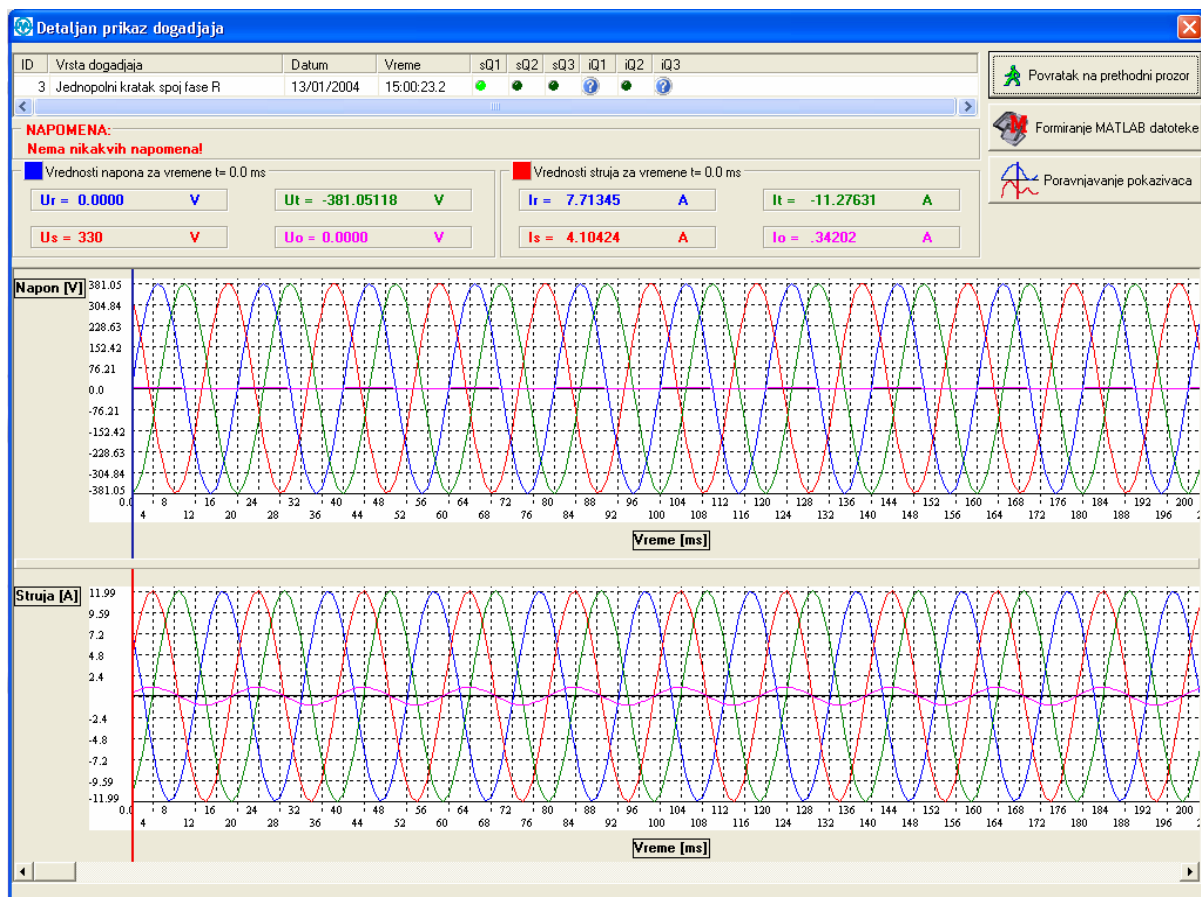 Detaljan prikaz dogadjaja
ID Vrsta dogadjaja Datum Vreme sQ1 sQ2 sQ3 iQ1 iQ2 iQ3
3 Jednopolni kratak spoj fase R 13/01/2004 15:00:23.2
Povratak na prethodni prozor
Formiranje MATLAB datoteke
Poravnjavanje pokazivaca
NAPOMENA:
Nema nikakvih napomena!
Vrednosti napona za vremene t= 0.0 ms
Ur = 0.0000 V
Ut = -381.05118 V
Us = 330 V
Uo = 0.0000 V
Vrednosti struja za vremene t= 0.0 ms
Ir = 7.71345 A
It = -11.27631 A
Is = 4.10424 A
Io = .34202 A
Napon [V]
381.05
304.84
228.63
152.42
76.21
0.0
-76.21
-152.42
-228.63
-304.84
-381.05
0.0 8 16 24 32 40 48 56 64 72 80 88 96 104 112 120 128 136 144 152 160 168 176 184 192 200
4 12 20 28 36 44 52 60 68 76 84 92 100 108 116 124 132 140 148 156 164 172 180 188 196 2
Vreme [ms]
Struja [A]
11.99
9.59
7.2
4.8
2.4
-2.4
-4.8
-7.2
-9.59
-11.99
0.0 8 16 24 32 40 48 56 64 72 80 88 96 104 112 120 128 136 144 152 160 168 176 184 192 200
4 12 20 28 36 44 52 60 68 76 84 92 100 108 116 124 132 140 148 156 164 172 180 188 196 2
Vreme [ms]